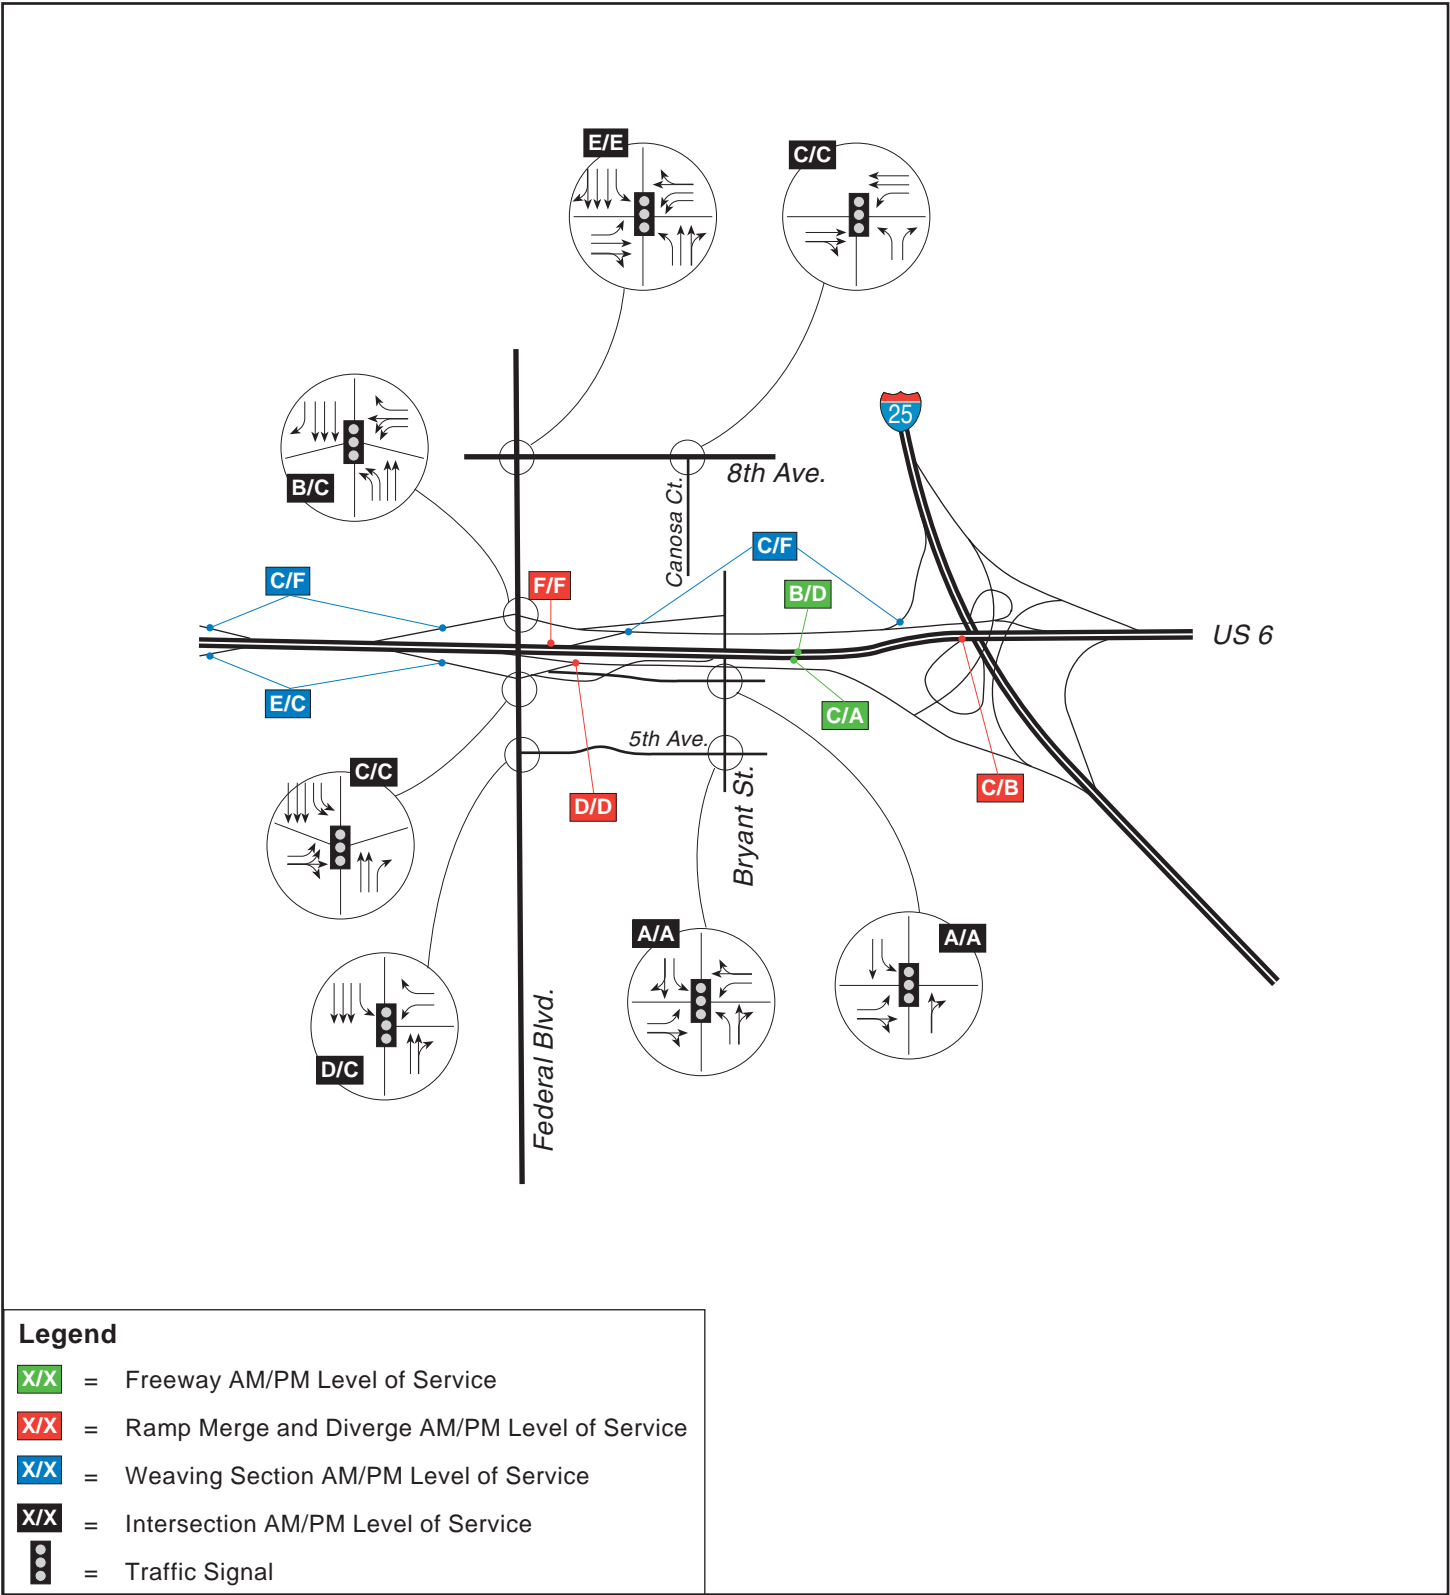 E/E
C/C
25
8th Ave.
B/C
Canosa Ct.
C/F
C/F
F/F
B/D
US 6
E/C
C/A
5th Ave.
C/C
C/B
D/D
Bryant St.
A/A
A/A
Federal Blvd.
D/C
Legend
X/X = Freeway AM/PM Level of Service
X/X = Ramp Merge and Diverge AM/PM Level of Service
X/X = Weaving Section AM/PM Level of Service
X/X = Intersection AM/PM Level of Service
= Traffic Signal